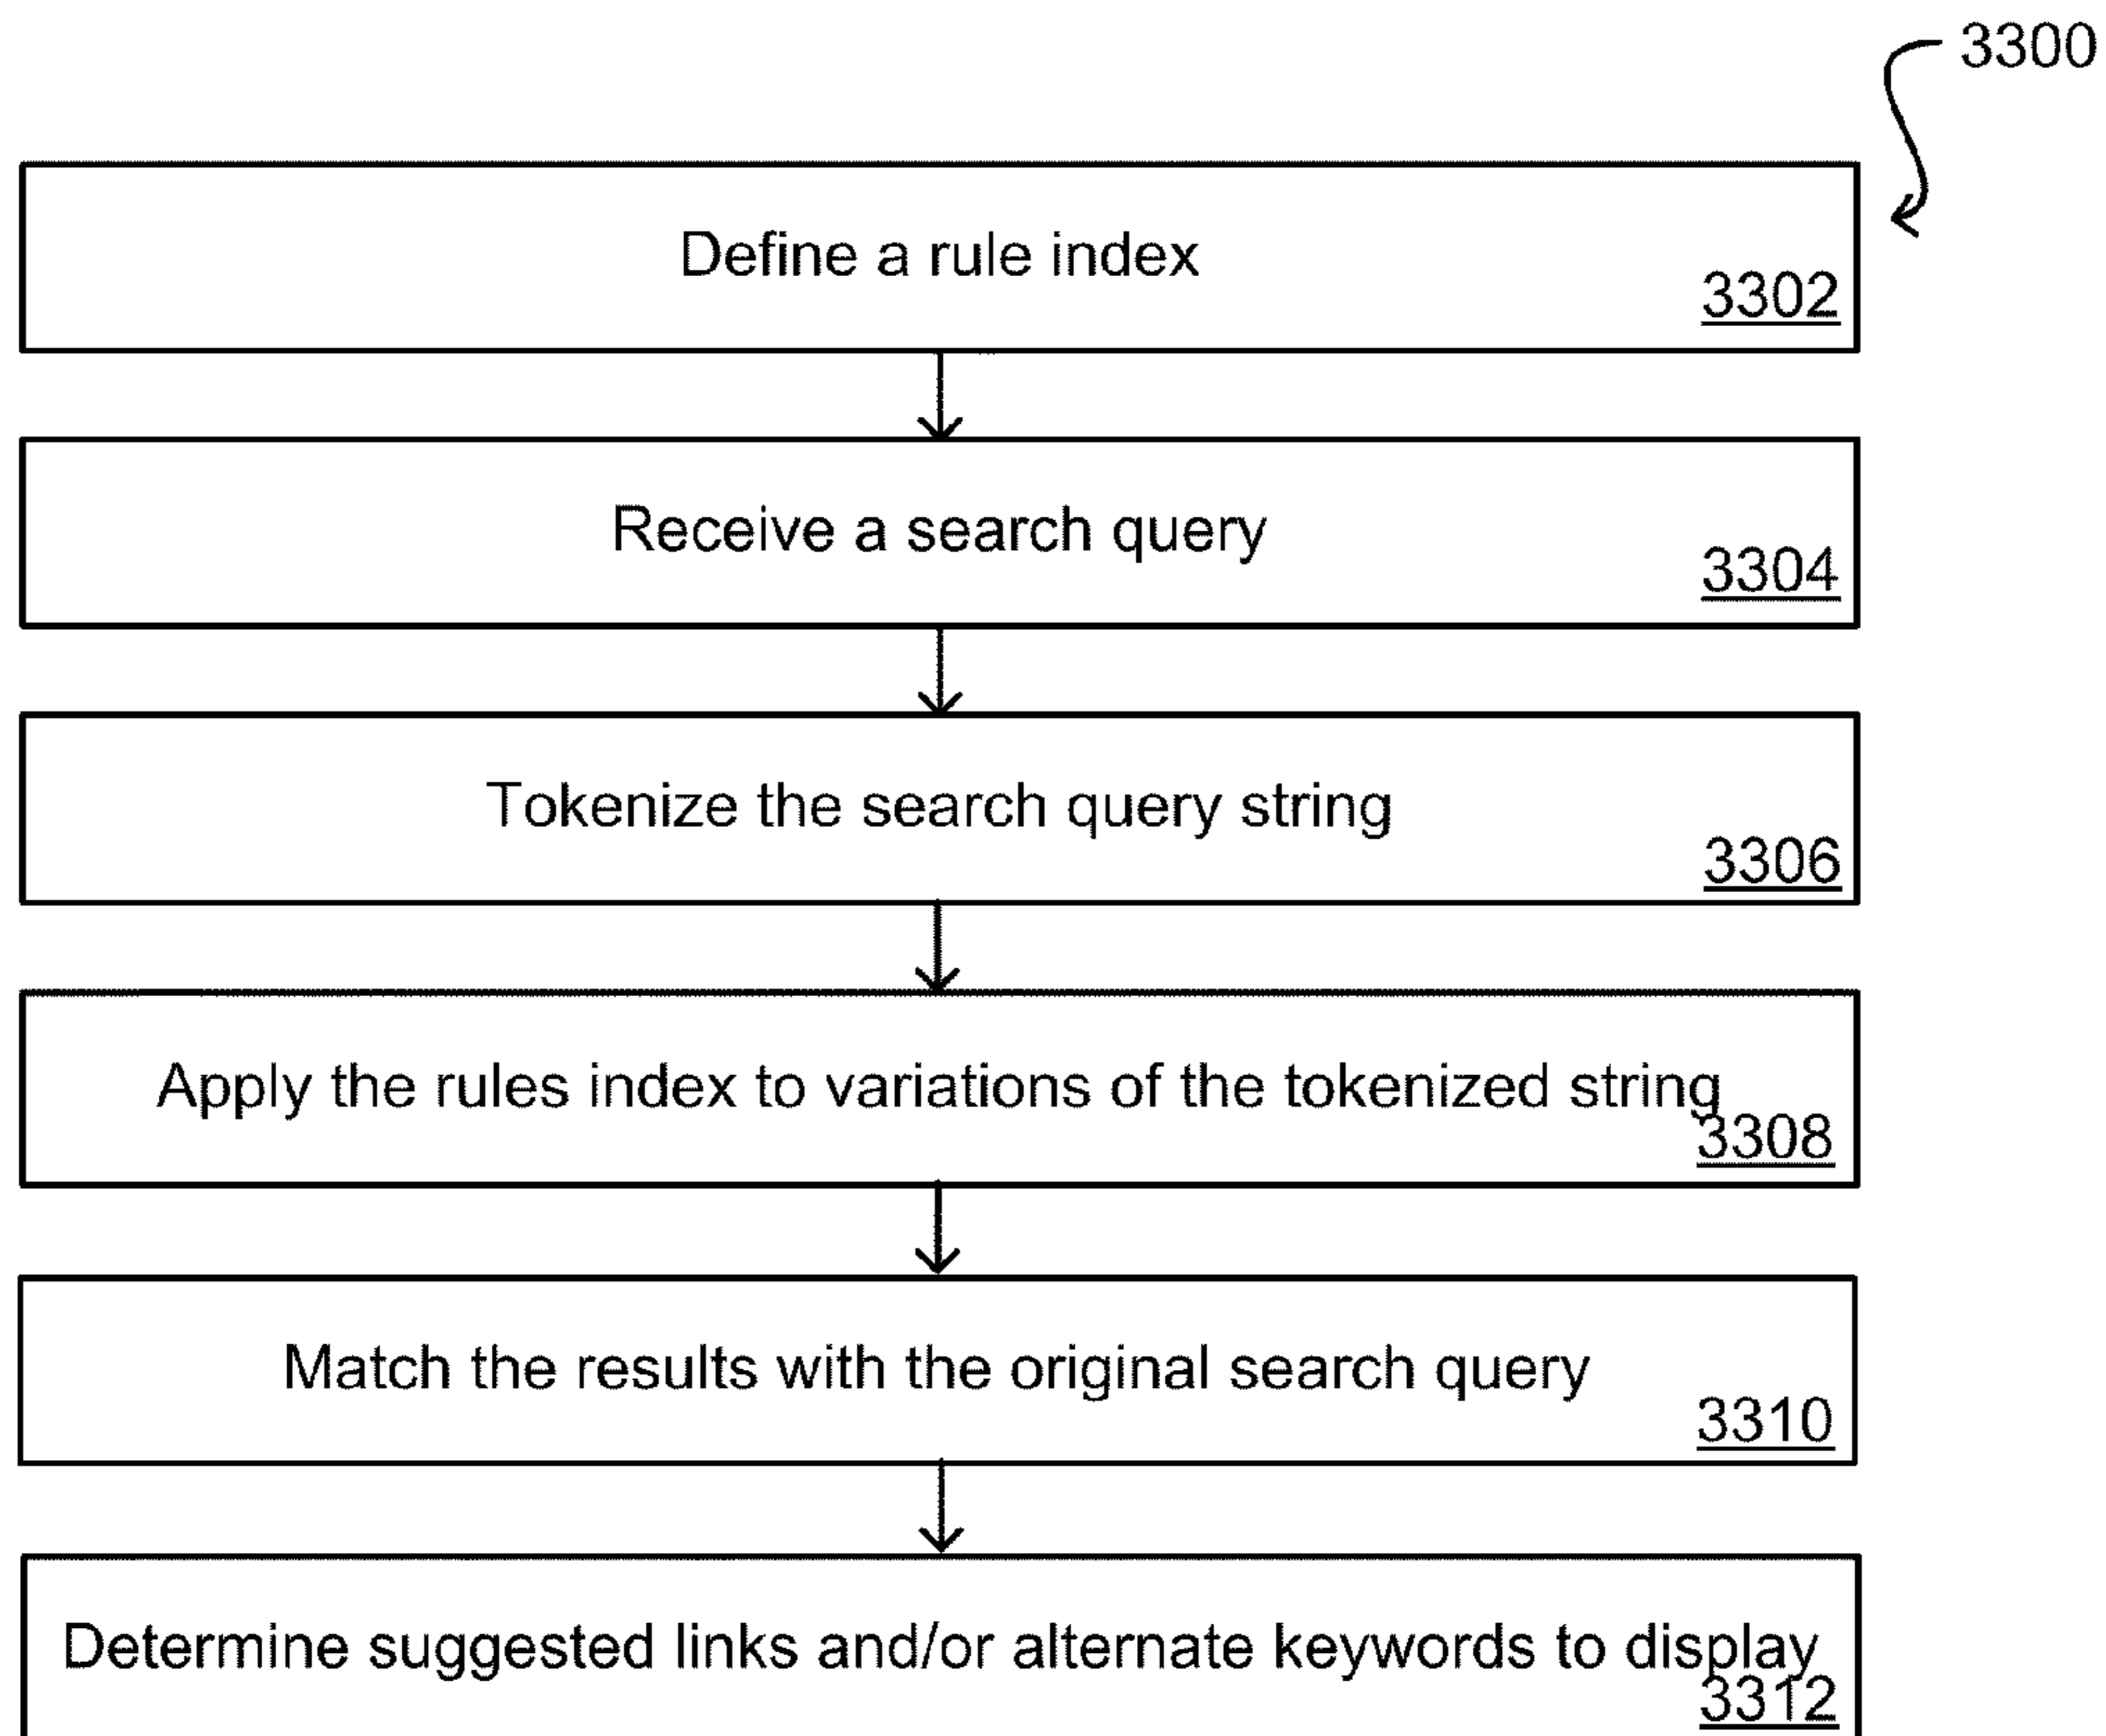 3300
Define a rule index
3302
Receive a search query
3304
Tokenize the search query string
3306
Apply the rules index to variations of the tokenized string
3308
Match the results with the original search query
3310
Determine suggested links and/or alternate keywords to display
3312